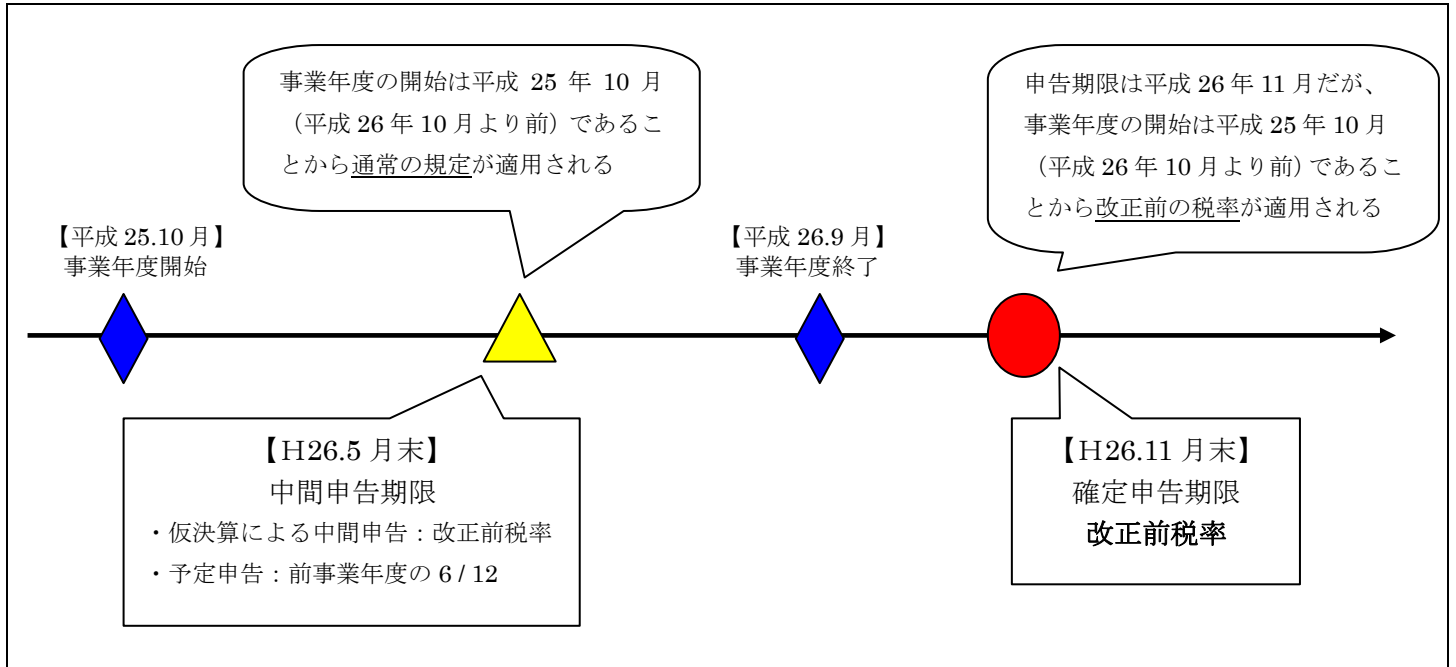 事業年度の開始は平成 25 年 10 月
（平成 26 年 10 月より前）であるこ
とから通常の規定が適用される
申告期限は平成 26 年 11 月だが、
事業年度の開始は平成 25 年 10 月
（平成 26 年 10 月より前）であるこ
とから改正前の税率が適用される
【平成 25.10 月】
事業年度開始
【平成 26.9 月】
事業年度終了
【H26.5 月末】
中間申告期限
・仮決算による中間申告：改正前税率
・予定申告：前事業年度の 6 / 12
【H26.11 月末】
確定申告期限
改正前税率